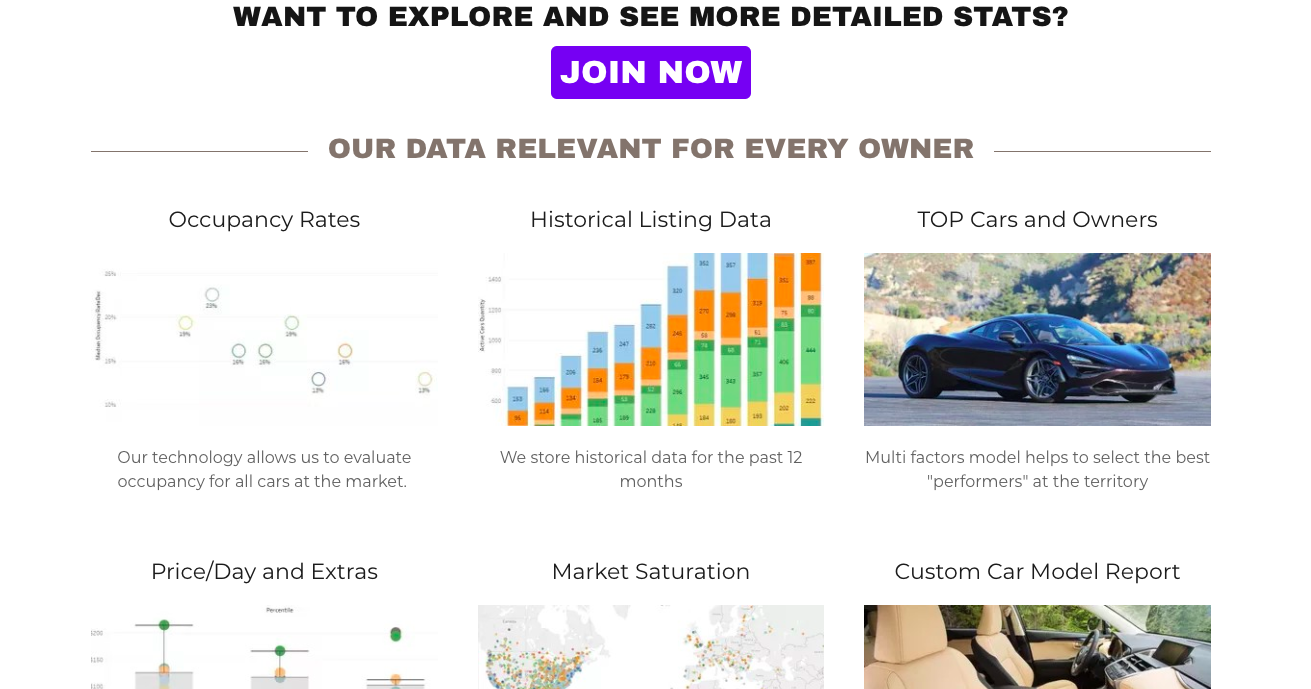 WANT TO EXPLORE AND SEE MORE DETAILED STATS?
JOIN NOW
OUR DATA RELEVANT FOR EVERY OWNER
Occupancy Rates
Historical Listing Data
TOP Cars and Owners
Our technology allows us to evaluate
occupancy for all cars at the market.
We store historical data for the past 12
months
Multi factors model helps to select the best
"performers" at the territory
Price/Day and Extras
Market Saturation
Custom Car Model Report
Percentile